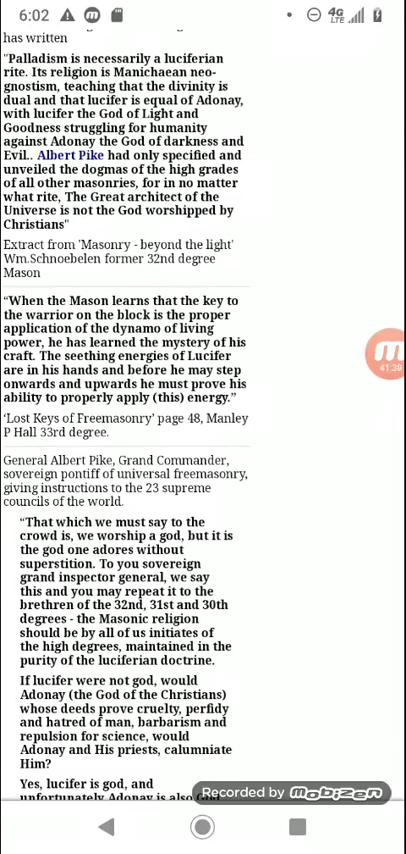 6:02
4G
LTE
has written
"Palladism is necessarily a luciferian
rite. Its religion is Manichaean neo-
gnostism, teaching that the divinity is
dual and that lucifer is equal of Adonay,
with lucifer the God of Light and
Goodness struggling for humanity
against Adonay the God of darkness and
Evil.. Albert Pike had only specified and
unveiled the dogmas of the high grades
of all other masonries, for in no matter
what rite, The Great architect of the
Universe is not the God worshipped by
Christians"
Extract from 'Masonry - beyond the light'
Wm.Schnoebelen former 32nd degree
Mason
“When the Mason learns that the key to
the warrior on the block is the proper
application of the dynamo of living
power, he has learned the mystery of his
craft. The seething energies of Lucifer
are in his hands and before he may step
onwards and upwards he must prove his
ability to properly apply (this) energy.”
41:39
‘Lost Keys of Freemasonry’ page 48, Manley
P Hall 33rd degree.
General Albert Pike, Grand Commander,
sovereign pontiff of universal freemasonry,
giving instructions to the 23 supreme
councils of the world.
“That which we must say to the
crowd is, we worship a god, but it is
the god one adores without
superstition. To you sovereign
grand inspector general, we say
this and you may repeat it to the
brethren of the 32nd, 31st and 30th
degrees - the Masonic religion
should be by all of us initiates of
the high degrees, maintained in the
purity of the luciferian doctrine.
If lucifer were not god, would
Adonay (the God of the Christians)
whose deeds prove cruelty, perfidy
and hatred of man, barbarism and
repulsion for science, would
Adonay and His priests, calumniate
Him?
Yes, lucifer is god, and
unfortunately Adonay is also God
Recorded by mobizen